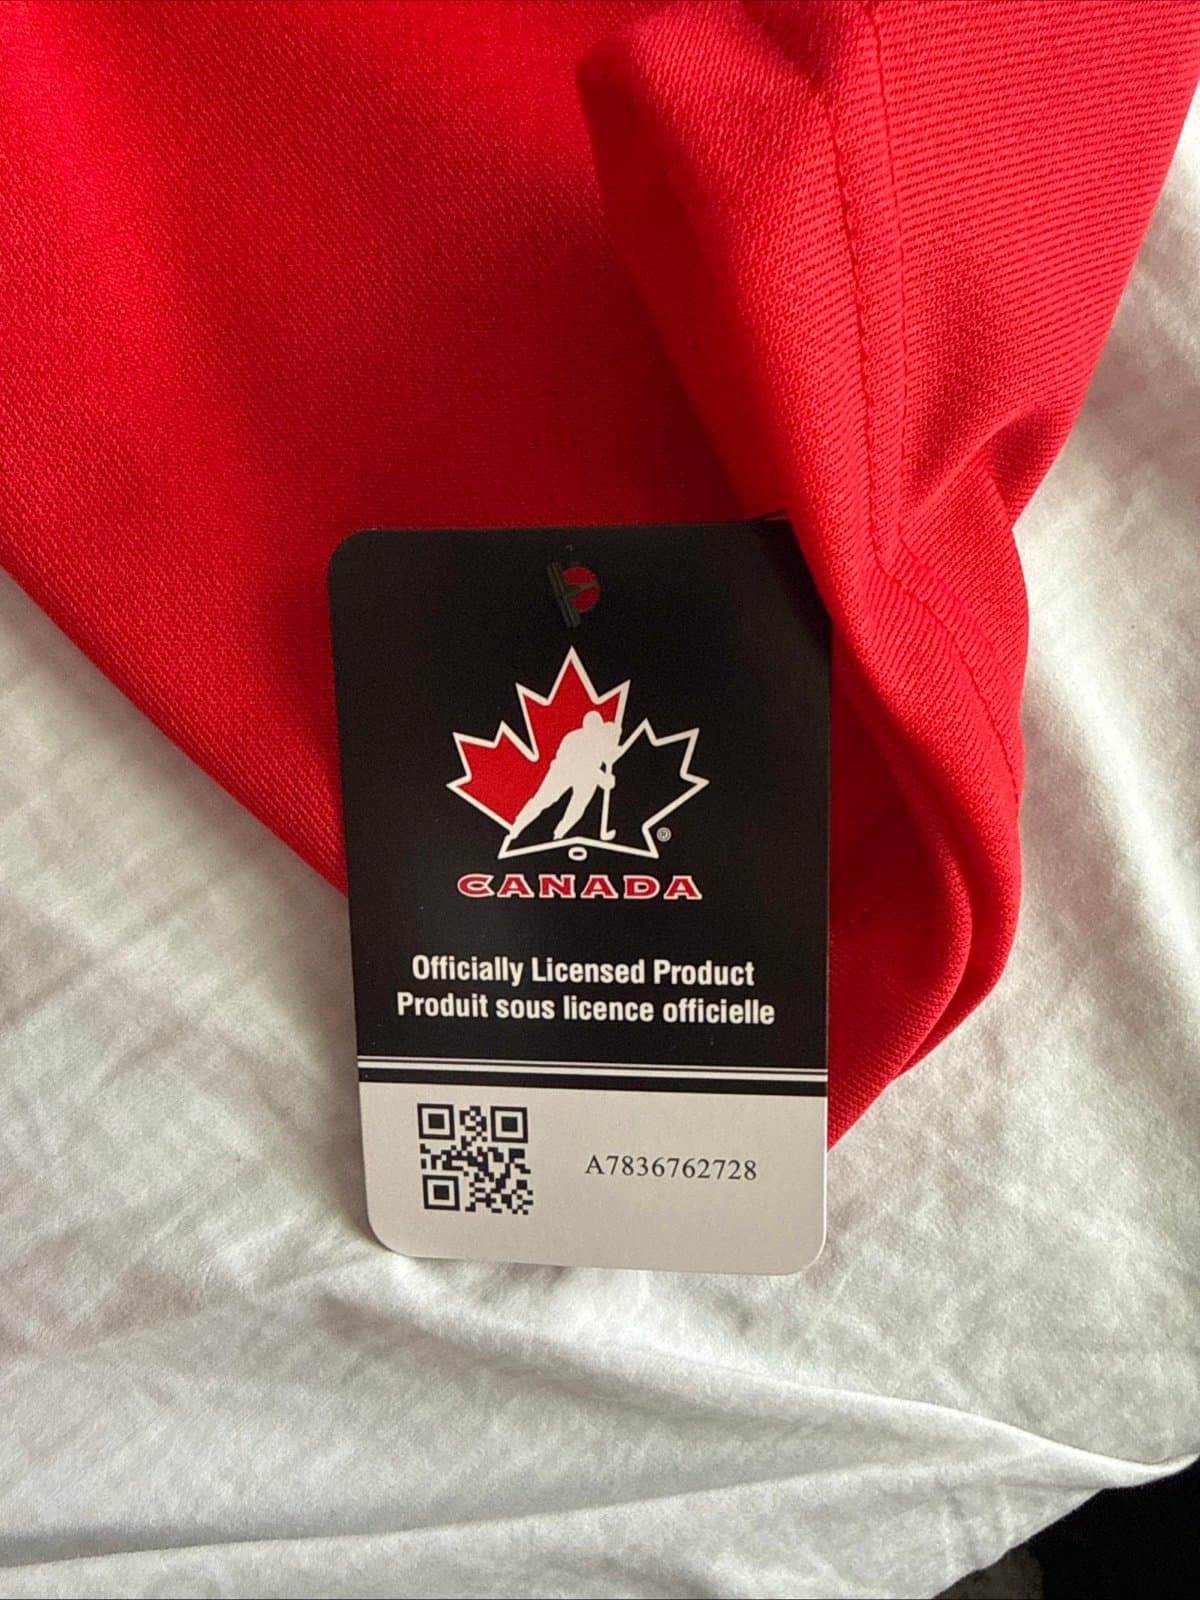 ®
CANADA
Officially Licensed Product
Produit sous licence officielle
A7836762728